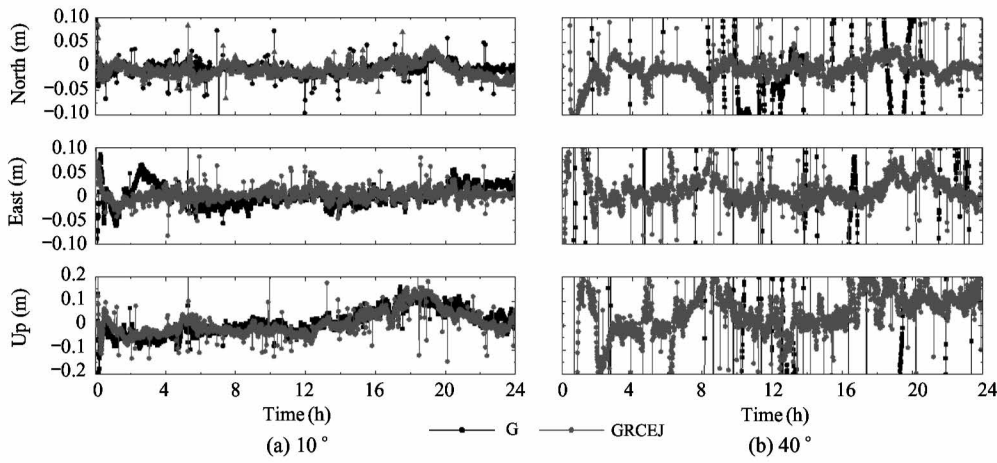 North (m)
0.10
0.05
0
−0.05
−0.10
East (m)
0.10
0.05
0
−0.05
−0.10
Up (m)
0.2
0.1
0
−0.1
−0.2
0 4 8 12 16 20 24
0 4 8 12 16 20 24
Time (h)
Time (h)
G GRCEJ
(a) 10°
(b) 40°